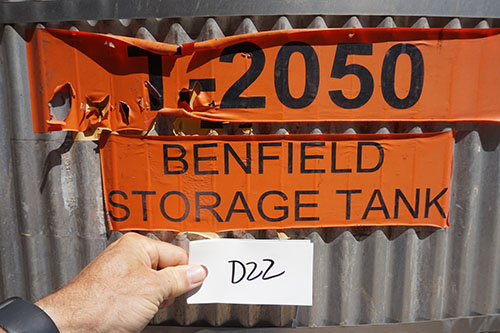 T-2050
BENFIELD
STORAGE TANK
D22